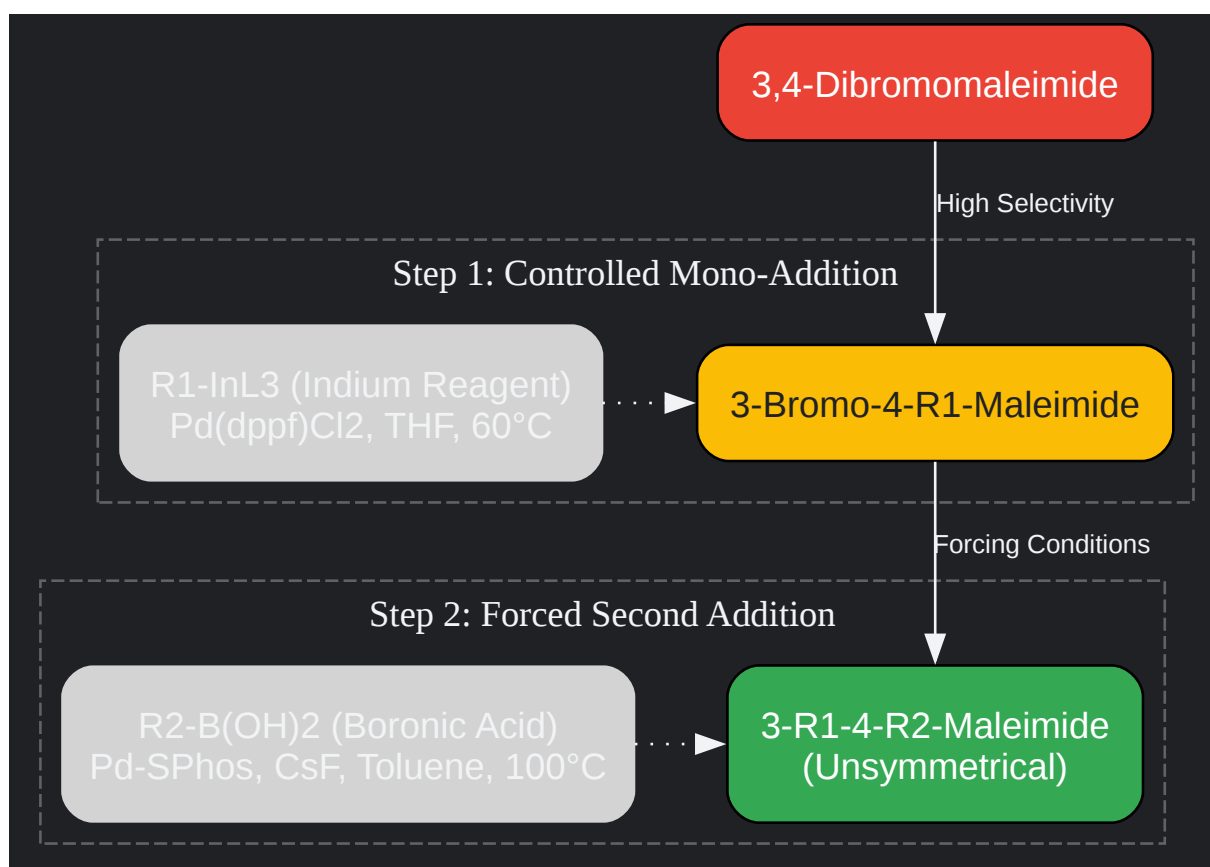 3,4-Dibromomaleimide
High Selectivity
Step 1: Controlled Mono-Addition
R1-InL3 (Indium Reagent)
Pd(dppf)Cl2, THF, 60°C
3-Bromo-4-R1-Maleimide
Forcing Conditions
Step 2: Forced Second Addition
R2-B(OH)2 (Boronic Acid)
Pd-SPhos, CsF, Toluene, 100°C
3-R1-4-R2-Maleimide
(Unsymmetrical)